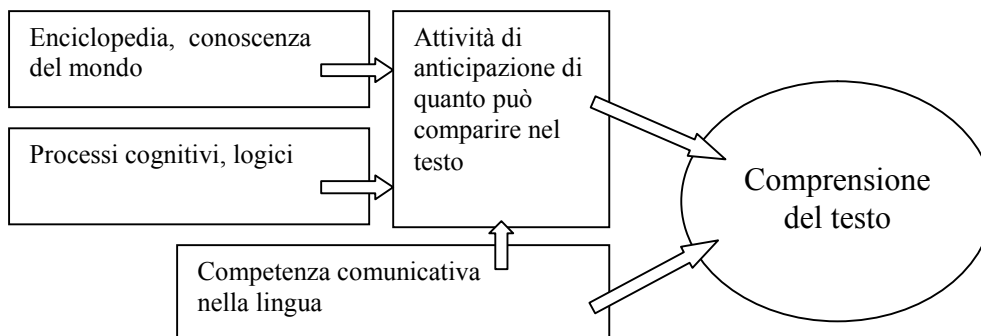 Enciclopedia, conoscenza
del mondo
Attività di
anticipazione di
quanto può
comparire nel
testo
Processi cognitivi, logici
Comprensione
del testo
Competenza comunicativa
nella lingua